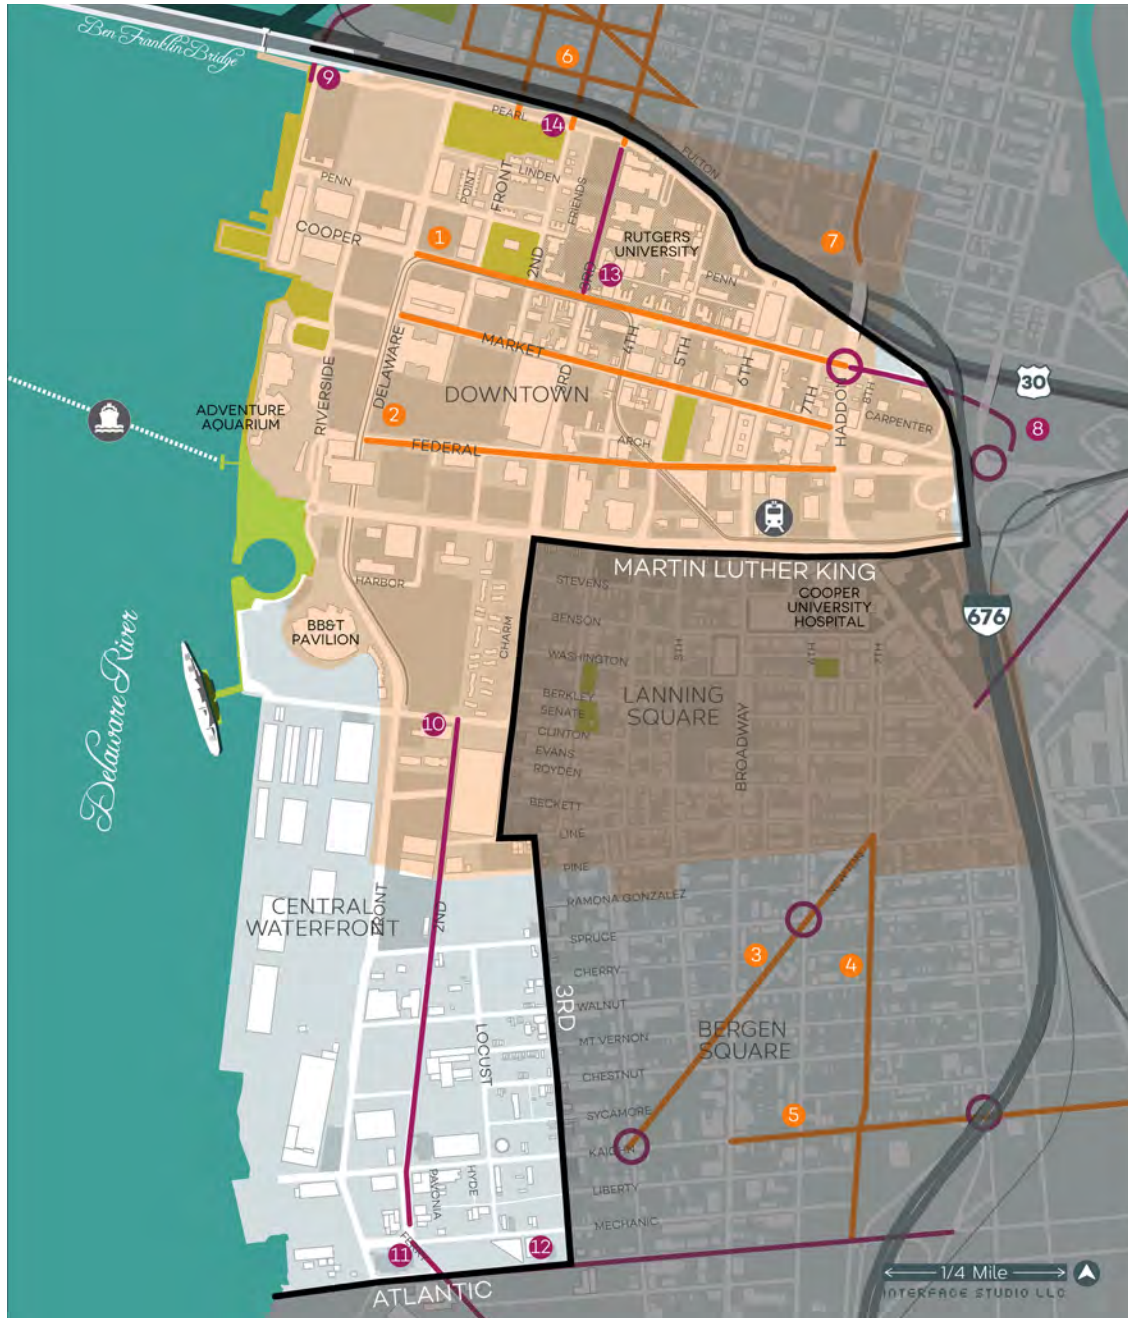 Ben Franklin Bridge
9
6
PEARL
14
FULTON
PENN
POINT
FRONT
LINDEN
FRIENDS
COOPER
1
2ND
3RD
13
RUTGERS
UNIVERSITY
7
PENN
DELAWARE
MARKET
3RD
4TH
5TH
6TH
7TH
HADDON
8TH
CARPENTER
30
8
RIVERSIDE
DOWNTOWN
ADVENTURE
AQUARIUM
2
FEDERAL
ARCH
MARTIN LUTHER KING
HARBOR
STEVENS
COOPER
UNIVERSITY
HOSPITAL
676
BB&T
PAVILION
CHARM
BENSON
WASHINGTON
5TH
6TH
7TH
Delaware River
BERKLEY
LANNING
SQUARE
SENATE
10
CLINTON
EVANS
BROADWAY
ROYDEN
BECKETT
LINE
PINE
NEWTON
RAMONA GONZALEZ
CENTRAL
WATERFRONT
FRONT
2ND
SPRUCE
3
4
CHERRY
3RD
WALNUT
BERGEN
SQUARE
MT VERNON
LOCUST
CHESTNUT
SYCAMORE
5
KAIGHN
PAVONIA
HYDE
LIBERTY
MECHANIC
11
12
ATLANTIC
1/4 Mile
INTERFACE STUDIO LLC